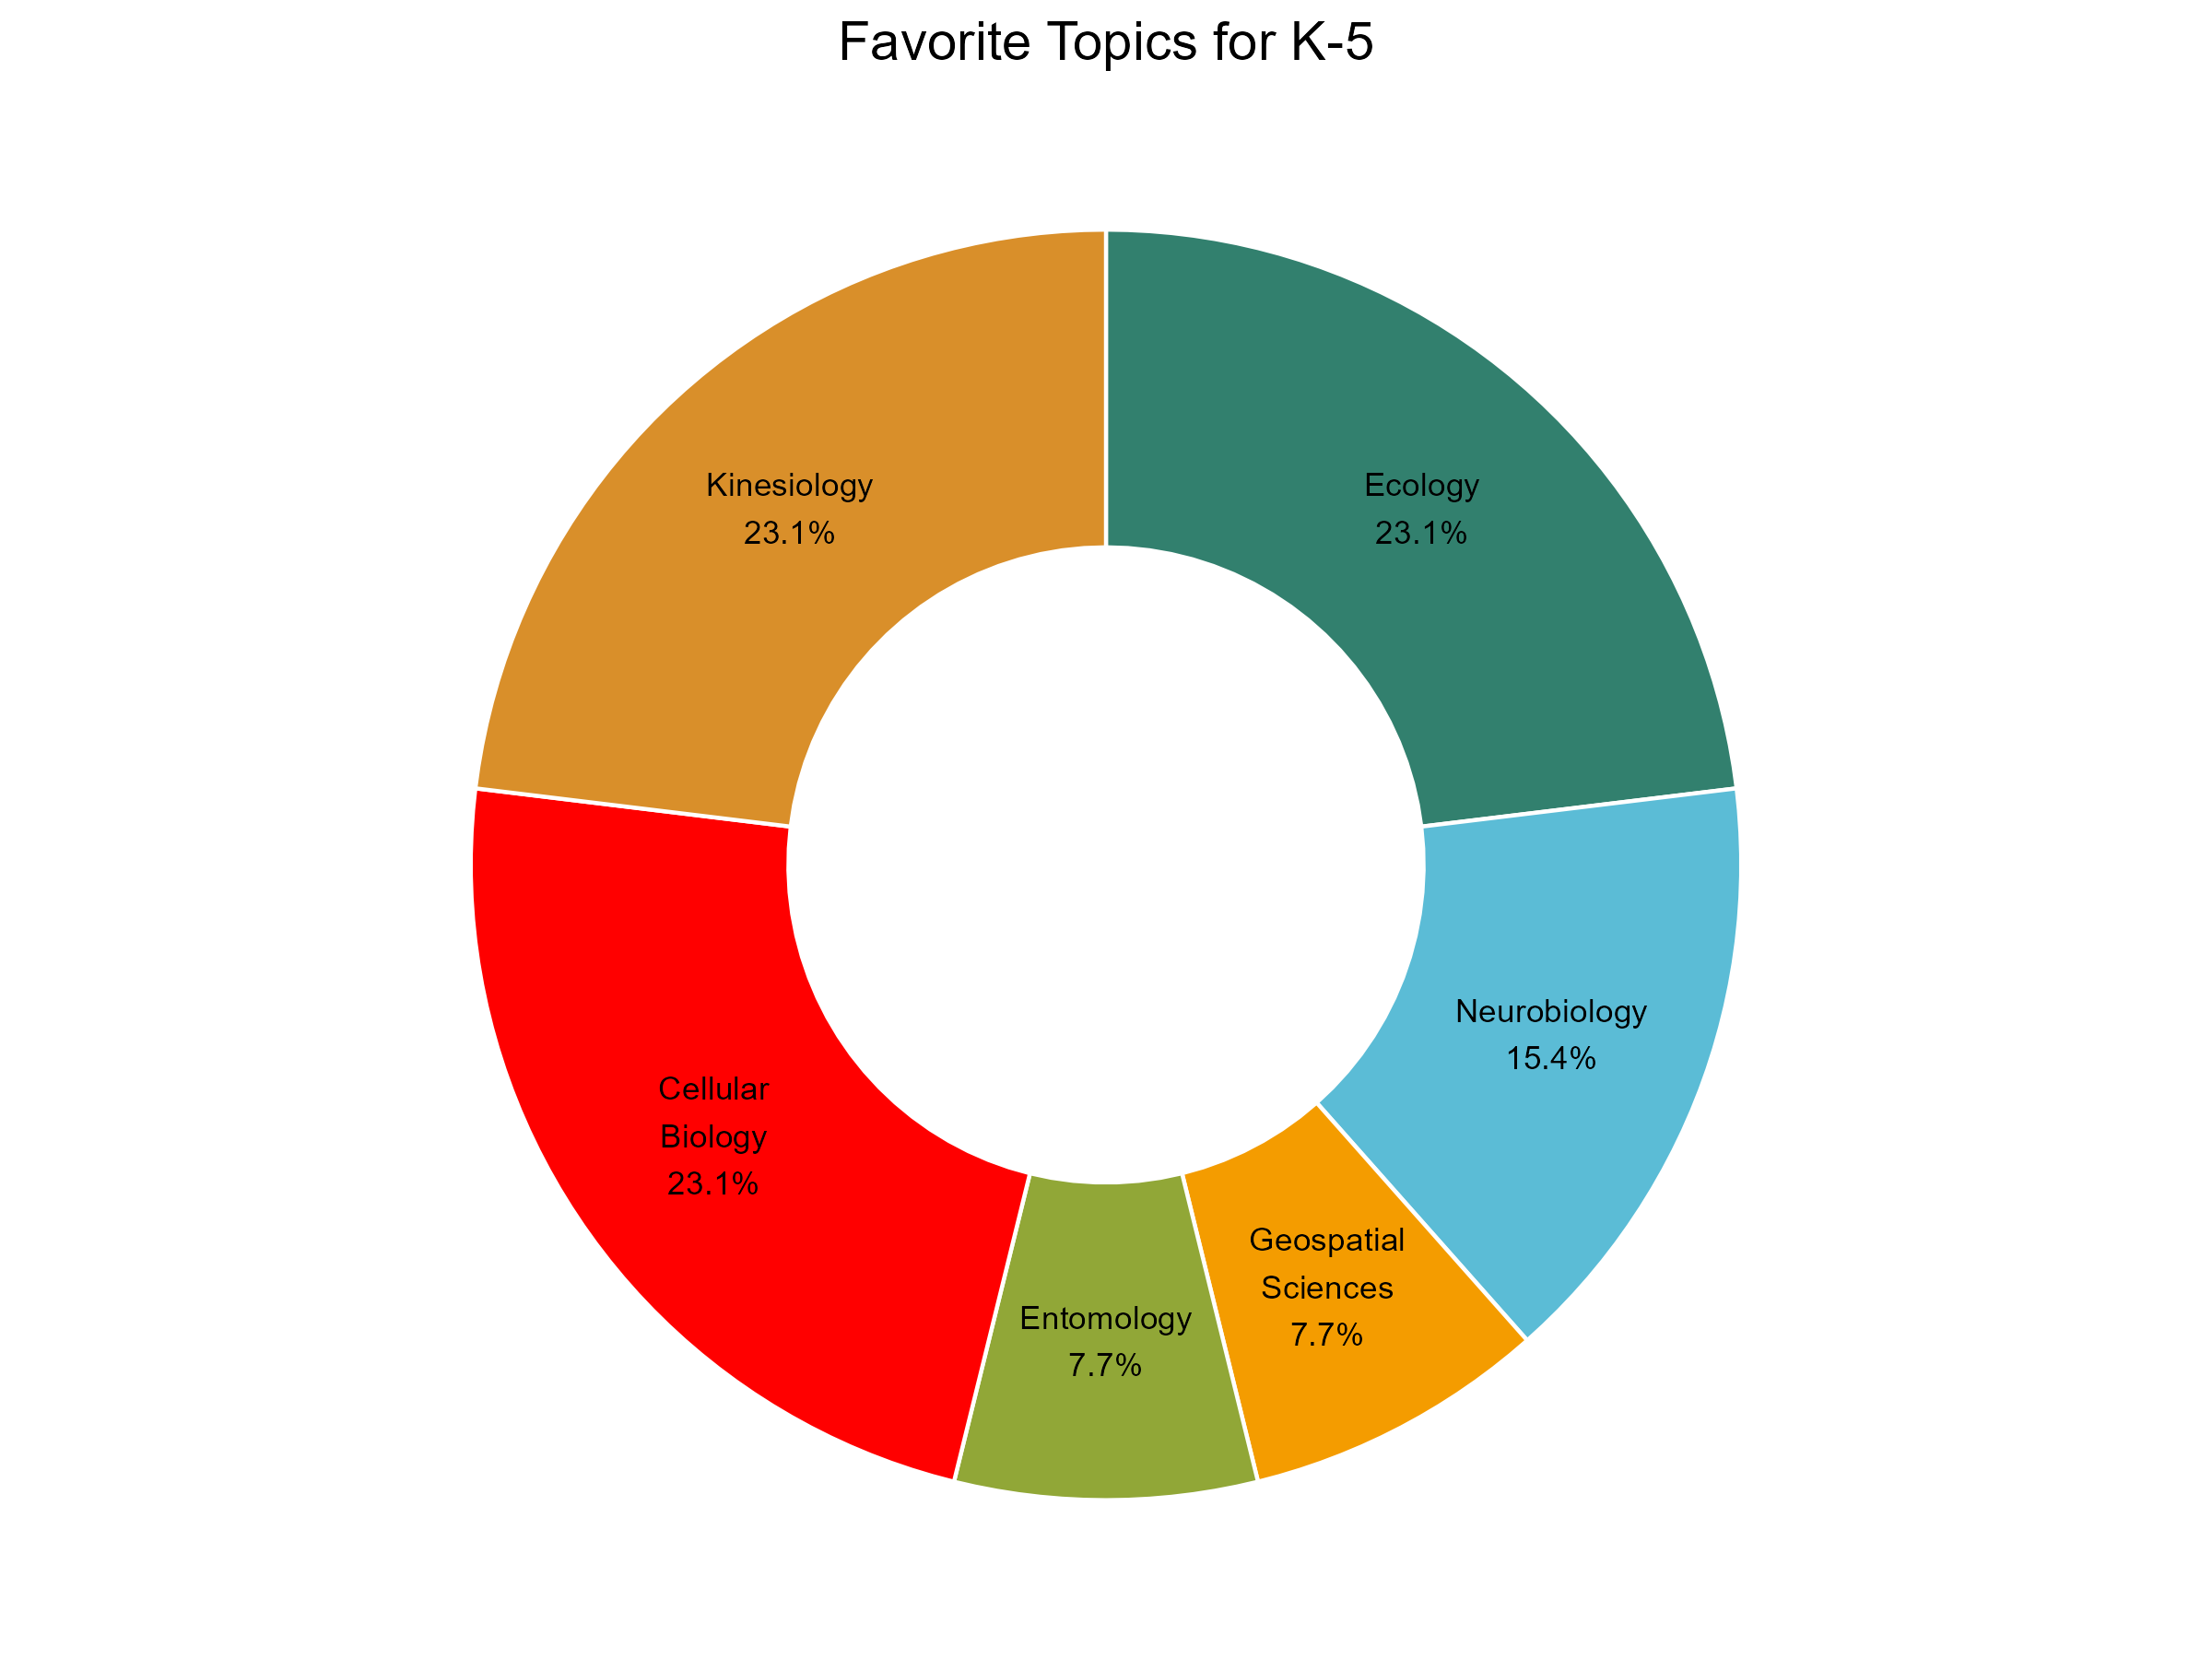 Favorite Topics for K-5
Kinesiology
23.1%
Ecology
23.1%
Neurobiology
15.4%
Cellular
Biology
23.1%
Geospatial
Sciences
7.7%
Entomology
7.7%